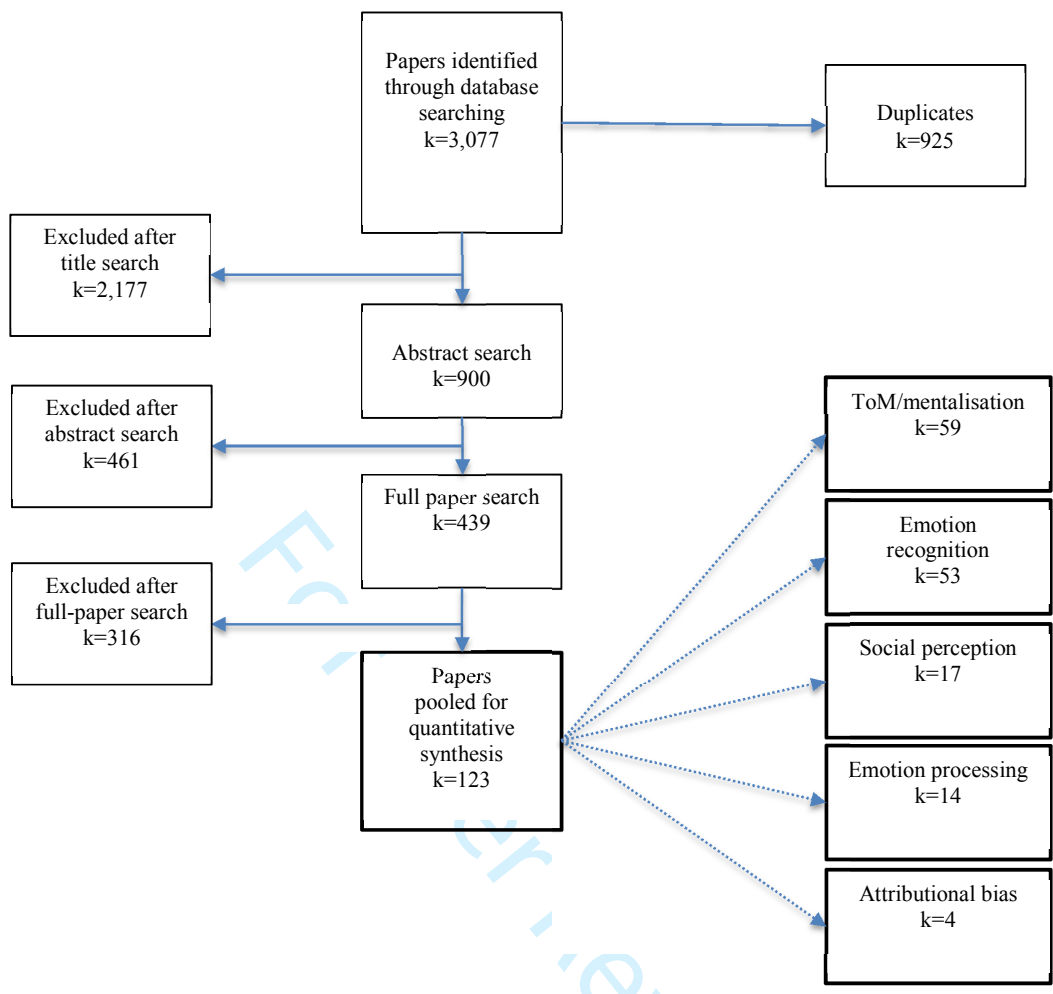 Papers identified
through database
searching
k=3,077
Duplicates
k=925
Excluded after
title search
k=2,177
Abstract search
k=900
Excluded after
abstract search
k=461
Full paper search
k=439
Excluded after
full-paper search
k=316
Papers
pooled for
quantitative
synthesis
k=123
ToM/mentalisation
k=59
Emotion
recognition
k=53
Social perception
k=17
Emotion processing
k=14
Attributional bias
k=4